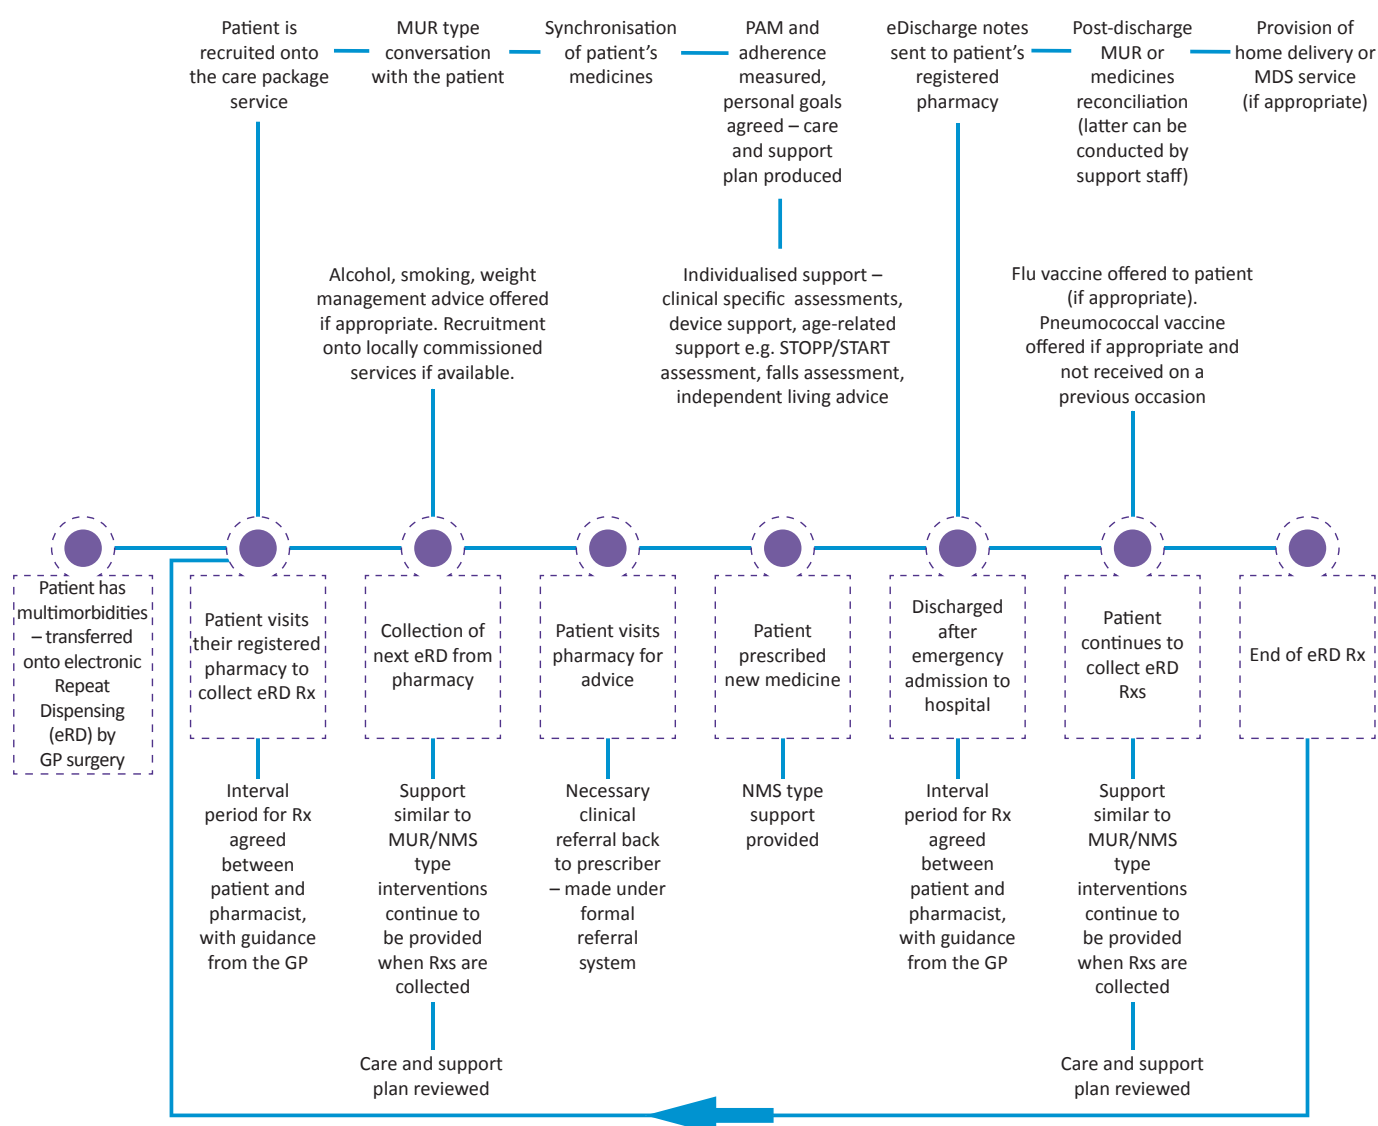 Patient is
recruited onto
the care package
service
MUR type
conversation
with the patient
Synchronisation
of patient’s
medicines
PAM and
adherence
measured,
personal goals
agreed – care
and support
plan produced
eDischarge notes
sent to patient’s
registered
pharmacy
Post-discharge
MUR or
medicines
reconciliation
(latter can be
conducted by
support staff)
Provision of
home delivery or
MDS service
(if appropriate)
Alcohol, smoking, weight
management advice offered
if appropriate. Recruitment
onto locally commissioned
services if available.
Individualised support –
clinical specific assessments,
device support, age-related
support e.g. STOPP/START
assessment, falls assessment,
independent living advice
Flu vaccine offered to patient
(if appropriate).
Pneumococcal vaccine
offered if appropriate and
not received on a
previous occasion
Patient has
multimorbidities
– transferred
onto electronic
Repeat
Dispensing
(eRD) by
GP surgery
Patient visits
their registered
pharmacy to
collect eRD Rx
Collection of
next eRD from
pharmacy
Patient visits
pharmacy for
advice
Patient
prescribed
new medicine
Discharged
after
emergency
admission to
hospital
Patient
continues to
collect eRD
Rxs
End of eRD Rx
Interval
period for Rx
agreed
between
patient and
pharmacist,
with guidance
from the GP
Support
similar to
MUR/NMS
type
interventions
continue to
be provided
when Rxs are
collected
Necessary
clinical
referral back
to prescriber
– made under
formal
referral
system
NMS type
support
provided
Interval
period for Rx
agreed
between
patient and
pharmacist,
with guidance
from the GP
Support
similar to
MUR/NMS
type
interventions
continue to
be provided
when Rxs are
collected
Care and support
plan reviewed
Care and support
plan reviewed